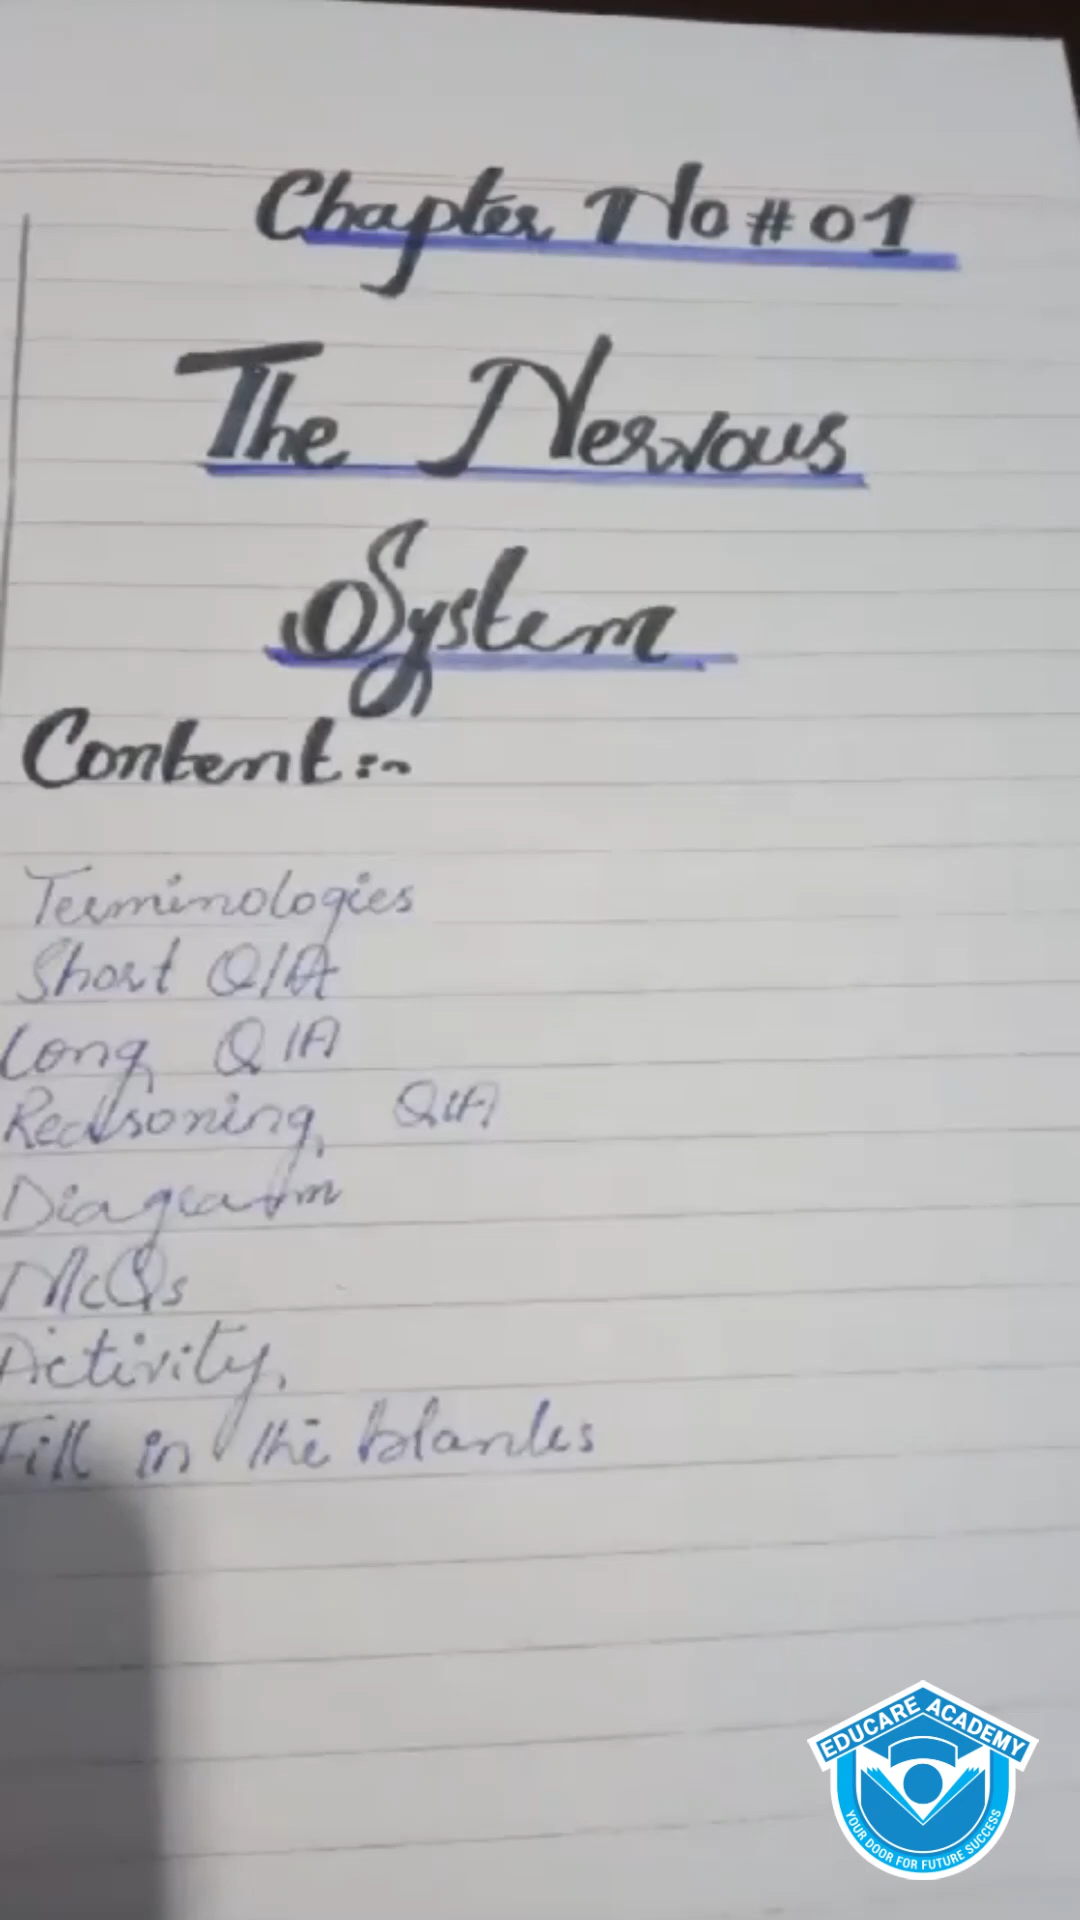 Chapter No # 01
The Nervous
System
Content:-
Terminologies
Short Q/A
Long Q/A
Reasoning Q/A
Diagram
McQs
Activity.
Fill in the blanks
EDUCARE ACADEMY
YOUR DOOR FOR FUTURE SUCCESS